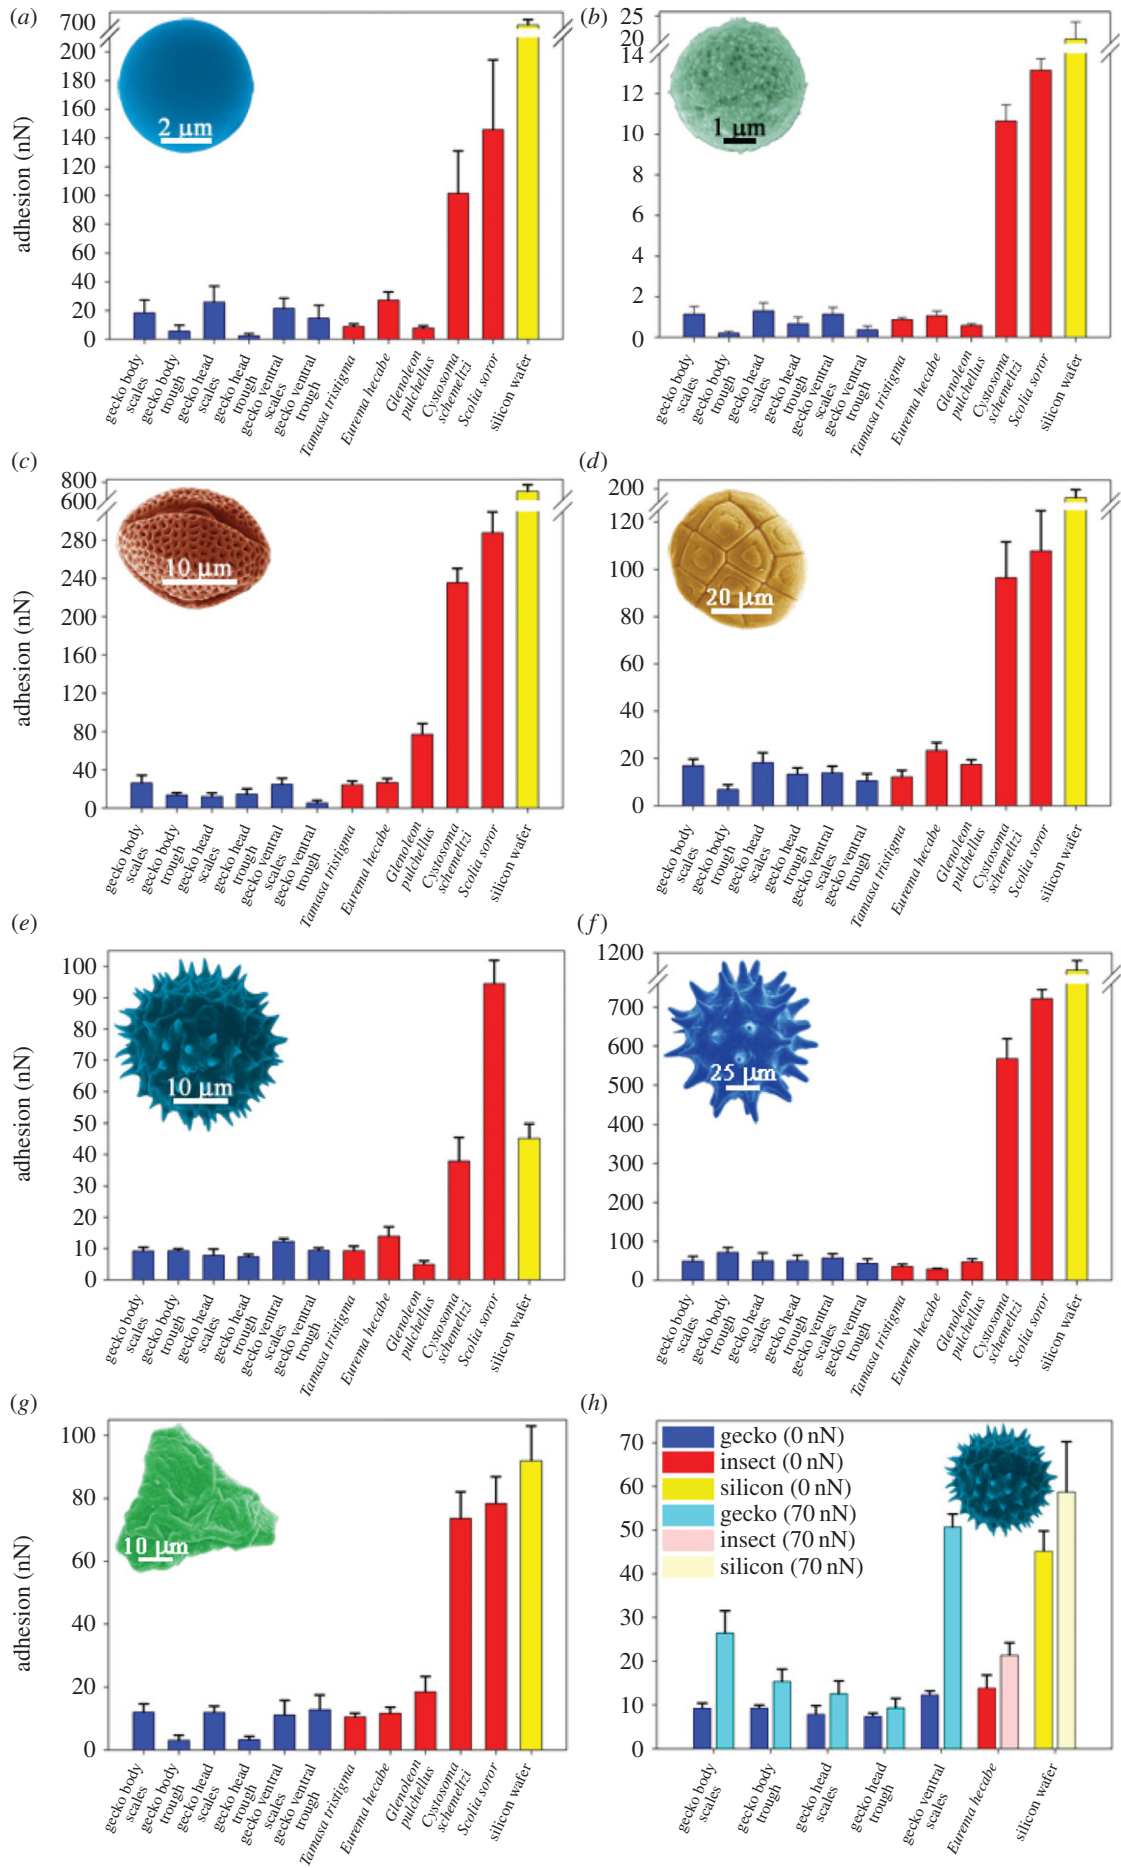 (a)
adhesion (nN)
700
200
180
160
140
120
100
80
60
40
20
0
2 µm
gecko body
scales
gecko body
trough
gecko head
scales
gecko head
trough
gecko ventral
scales
gecko ventral
trough
Tamasa tristigma
Eurema hecabe
Glenoleon
pulchellus
Cystosoma
schemeltzi
Scolia soror
silicon wafer
(b)
25
20
14
12
10
8
6
4
2
0
1 µm
gecko body
scales
gecko body
trough
gecko head
scales
gecko head
trough
gecko ventral
scales
gecko ventral
trough
Tamasa tristigma
Eurema hecabe
Glenoleon
pulchellus
Cystosoma
schemeltzi
Scolia soror
silicon wafer
(c)
adhesion (nN)
800
600
280
240
200
160
120
80
40
0
10 µm
gecko body
scales
gecko body
trough
gecko head
scales
gecko head
trough
gecko ventral
scales
gecko ventral
trough
Tamasa tristigma
Eurema hecabe
Glenoleon
pulchellus
Cystosoma
schemeltzi
Scolia soror
silicon wafer
(d)
200
120
100
80
60
40
20
0
20 µm
gecko body
scales
gecko body
trough
gecko head
scales
gecko head
trough
gecko ventral
scales
gecko ventral
trough
Tamasa tristigma
Eurema hecabe
Glenoleon
pulchellus
Cystosoma
schemeltzi
Scolia soror
silicon wafer
(e)
adhesion (nN)
100
90
80
70
60
50
40
30
20
10
0
10 µm
gecko body
scales
gecko body
trough
gecko head
scales
gecko head
trough
gecko ventral
scales
gecko ventral
trough
Tamasa tristigma
Eurema hecabe
Glenoleon
pulchellus
Cystosoma
schemeltzi
Scolia soror
silicon wafer
(f)
1200
700
600
500
400
300
200
100
0
25 µm
gecko body
scales
gecko body
trough
gecko head
scales
gecko head
trough
gecko ventral
scales
gecko ventral
trough
Tamasa tristigma
Eurema hecabe
Glenoleon
pulchellus
Cystosoma
schemeltzi
Scolia soror
silicon wafer
(g)
adhesion (nN)
100
80
60
40
20
0
10 µm
gecko body
scales
gecko body
trough
gecko head
scales
gecko head
trough
gecko ventral
scales
gecko ventral
trough
Tamasa tristigma
Eurema hecabe
Glenoleon
pulchellus
Cystosoma
schemeltzi
Scolia soror
silicon wafer
(h)
70
60
50
40
30
20
10
0
gecko (0 nN)
insect (0 nN)
silicon (0 nN)
gecko (70 nN)
insect (70 nN)
silicon (70 nN)
gecko body
scales
gecko body
trough
gecko head
scales
gecko head
trough
gecko ventral
scales
Eurema hecabe
silicon wafer